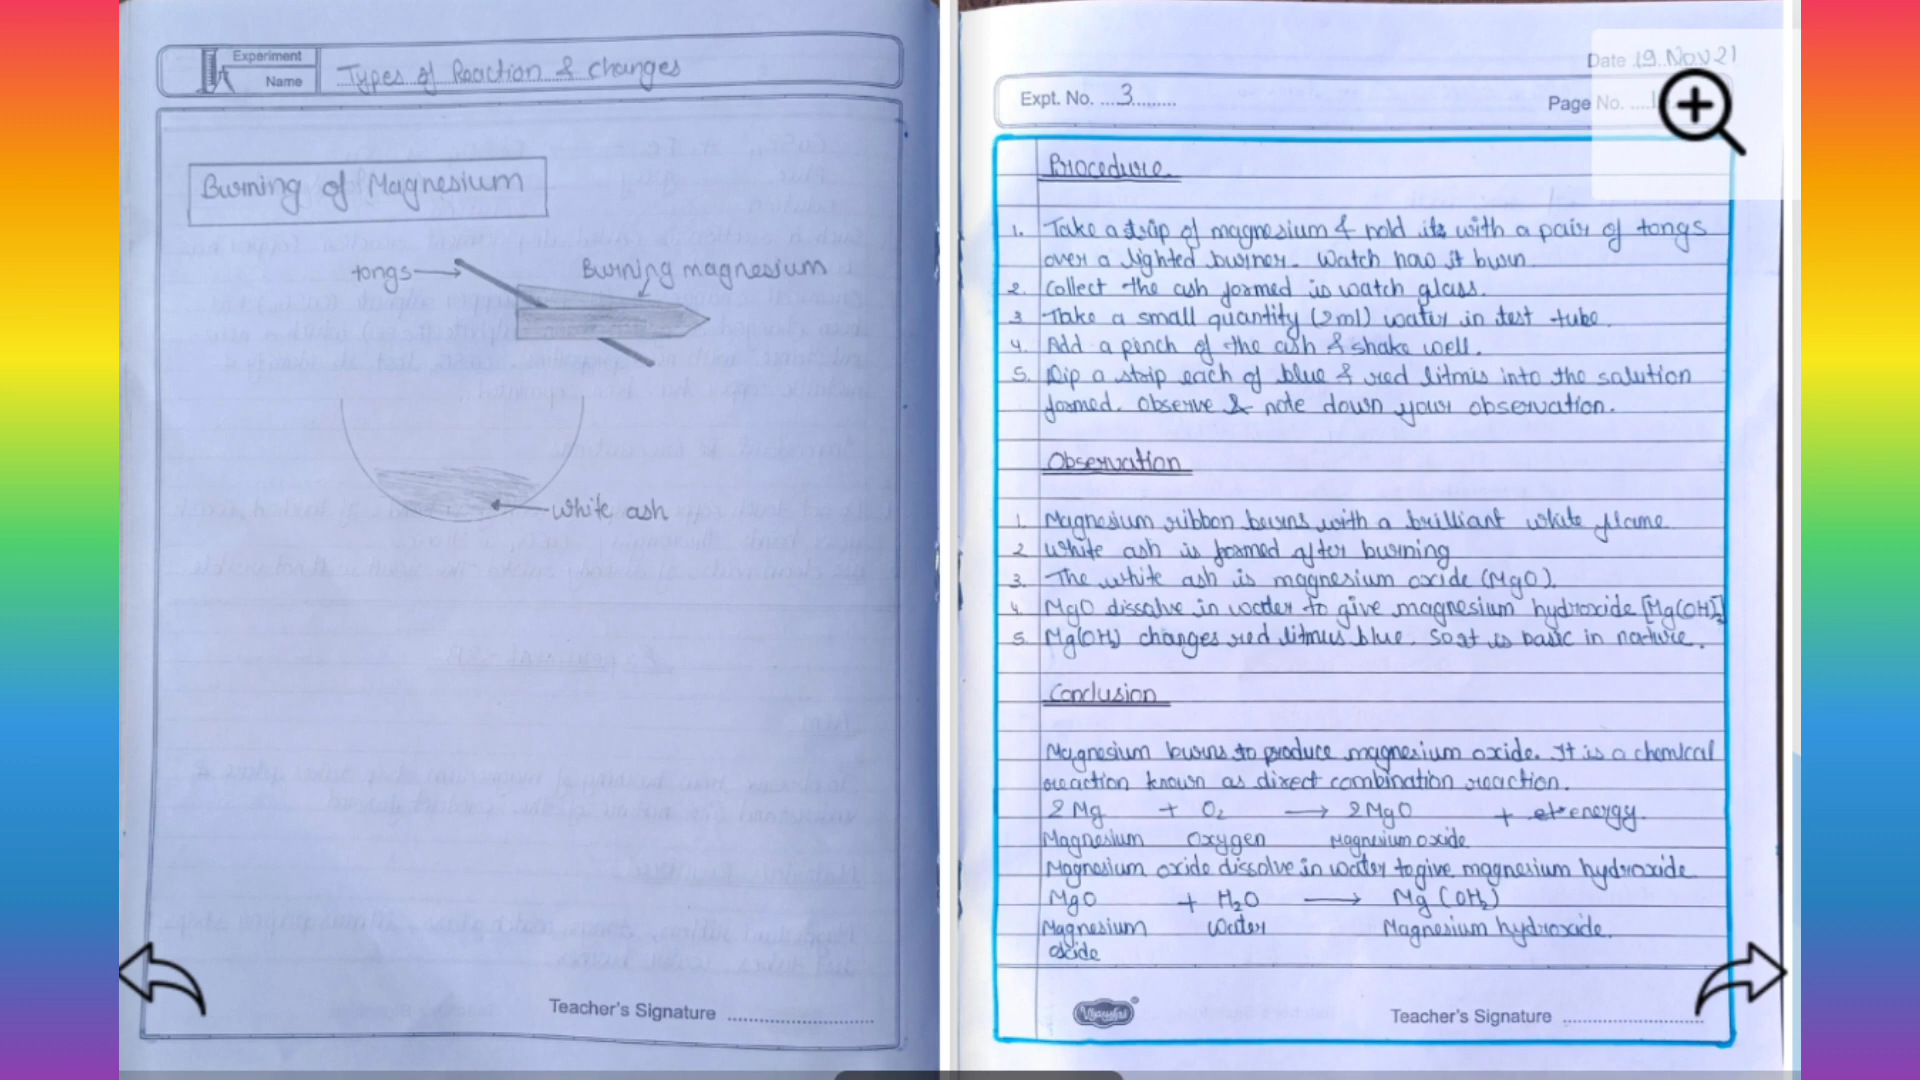 Experiment
Name
Types of Reaction & changes
Burning of Magnesium
tongs
Burning magnesium
white ash
Teacher's Signature
Date 19.Nov21
Expt. No. 3
Page No.
Procedure
1. Take a strip of magnesium & hold its with a pair of tongs
over a lighted burner. Watch how it burn.
2. Collect the ash formed is watch glass.
3 Take a small quantity (2ml) water in test tube.
4. Add a pinch of the ash & shake well.
5. Dip a strip each of blue & red litmis into the solution
formed. Observe & note down your observation.
Observation
1. Magnesium ribbon burns with a brilliant white flame
2 White ash is formed after burning
3. The white ash is magnesium oxide (MgO).
4. MgO dissolve in water to give magnesium hydroxide [Mg(OH)2]
5. Mg(OH2) changes red litmus blue. So it is basic in nature.
Conclusion
Magnesium burns to produce magnesium oxide. It is a chemical
reaction known as direct combination reaction.
2 Mg + O2 → 2 MgO + energy.
Magnesium Oxygen Magnesium oxide
Magnesium oxide dissolve in water to give magnesium hydroxide
MgO + H2O → Mg (OH2)
Magnesium Water Magnesium hydroxide.
oxide
Teacher's Signature